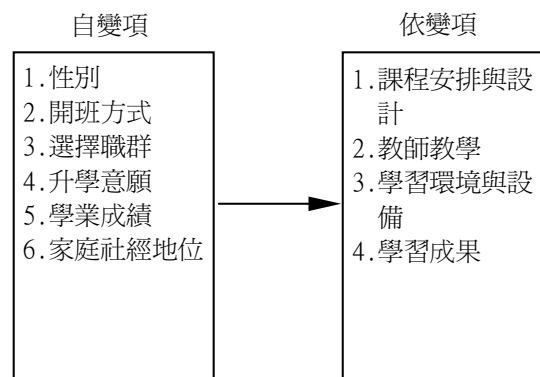 自變項
1.性別
2.開班方式
3.選擇職群
4.升學意願
5.學業成績
6.家庭社經地位
依變項
1.課程安排與設
計
2.教師教學
3.學習環境與設
備
4.學習成果